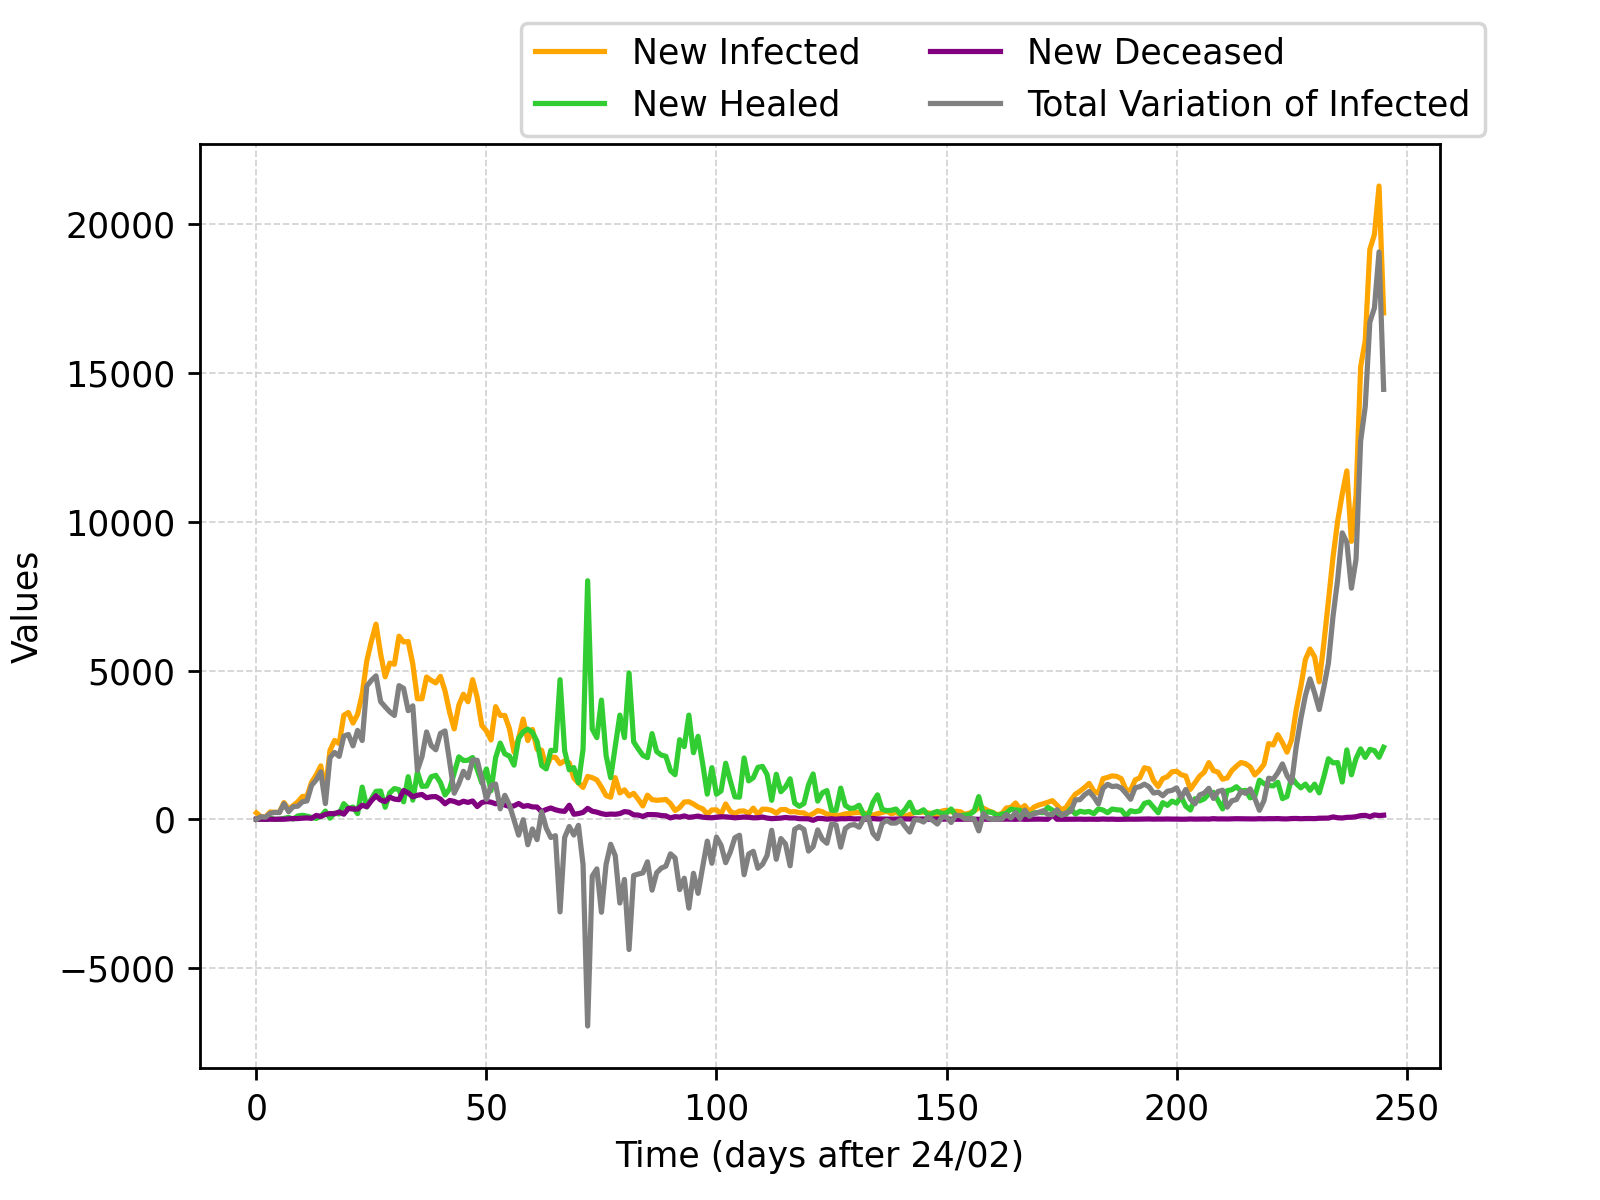 New Infected
New Healed
New Deceased
Total Variation of Infected
20000
15000
10000
5000
0
−5000
Values
0 50 100 150 200 250
Time (days after 24/02)